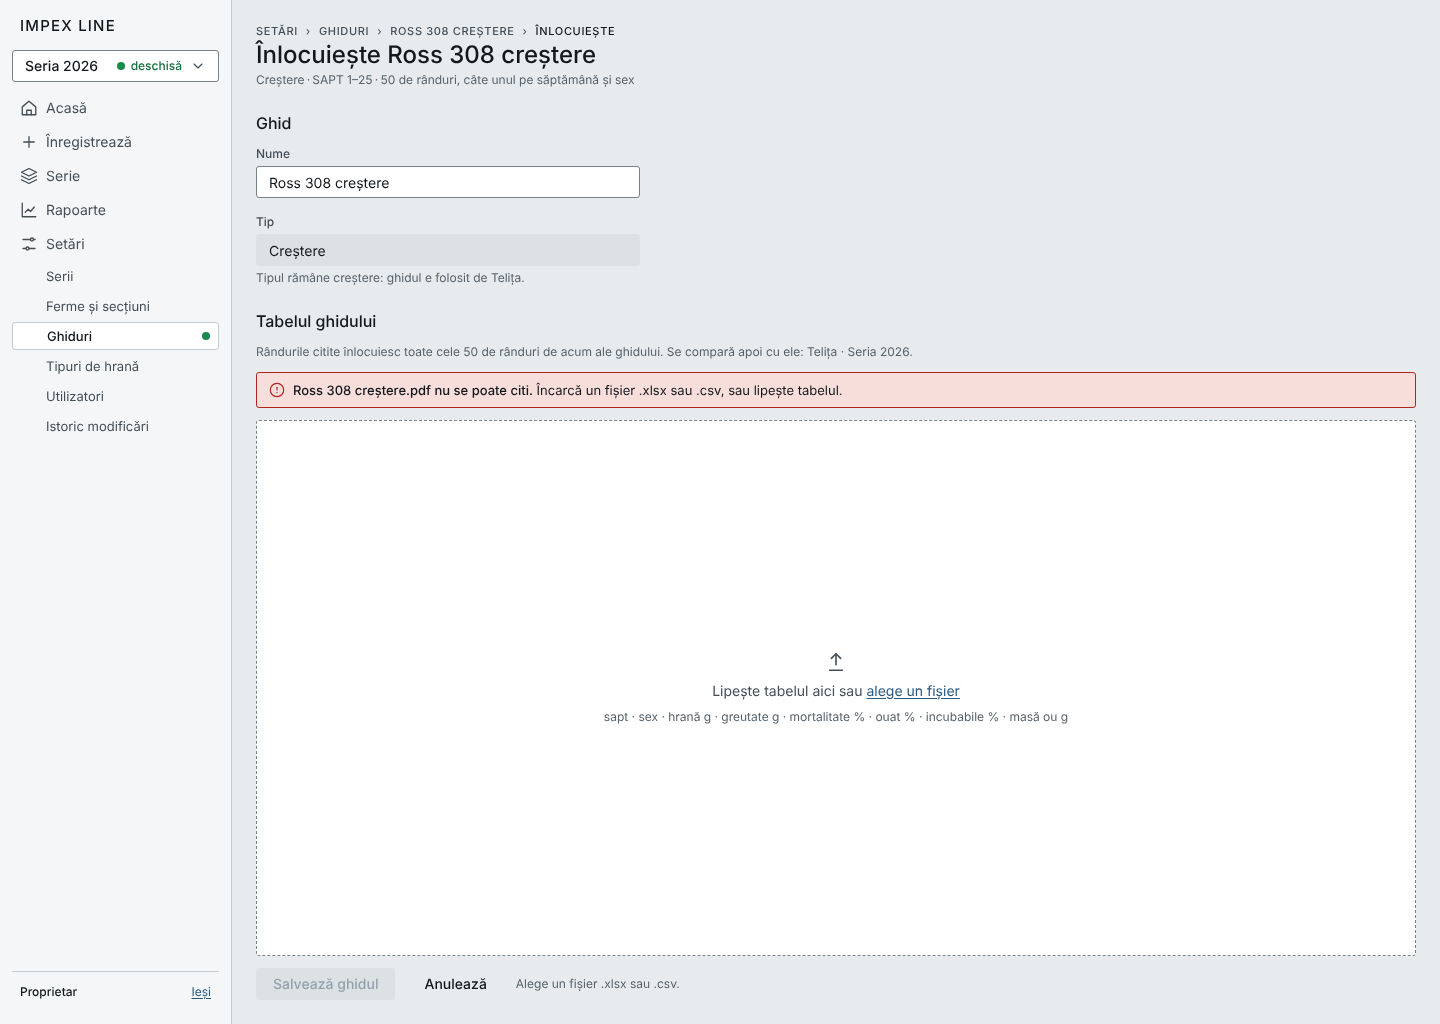 IMPEX LINE
Seria 2026 deschisă
Acasă
Înregistrează
Serie
Rapoarte
Setări
Serii
Ferme și secțiuni
Ghiduri
Tipuri de hrană
Utilizatori
Istoric modificări
Proprietar Ieși
SETĂRI › GHIDURI › ROSS 308 CREȘTERE › ÎNLOCUIEȘTE
Înlocuiește Ross 308 creștere
Creștere · SAPT 1–25 · 50 de rânduri, câte unul pe săptămână și sex
Ghid
Nume
Ross 308 creștere
Tip
Creștere
Tipul rămâne creștere: ghidul e folosit de Telița.
Tabelul ghidului
Rândurile citite înlocuiesc toate cele 50 de rânduri de acum ale ghidului. Se compară apoi cu ele: Telița · Seria 2026.
Ross 308 creștere.pdf nu se poate citi. Încarcă un fișier .xlsx sau .csv, sau lipește tabelul.
Lipește tabelul aici sau alege un fișier
sapt · sex · hrană g · greutate g · mortalitate % · ouat % · incubabile % · masă ou g
Salvează ghidul Anulează Alege un fișier .xlsx sau .csv.